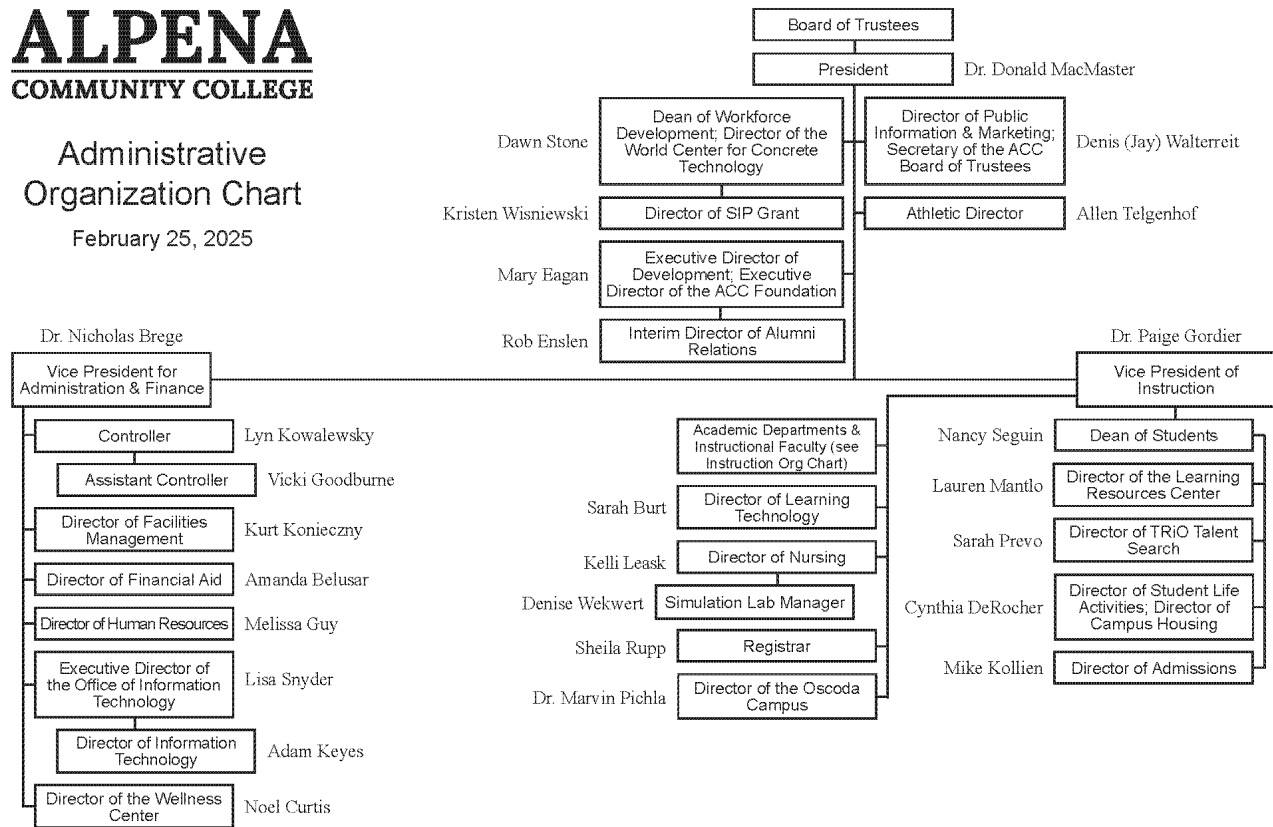 ALPENA
COMMUNITY COLLEGE
Administrative
Organization Chart
February 25, 2025
Board of Trustees
President
Dr. Donald MacMaster
Dawn Stone
Dean of Workforce
Development; Director of the
World Center for Concrete
Technology
Director of Public
Information & Marketing;
Secretary of the ACC
Board of Trustees
Denis (Jay) Walterreit
Kristen Wisniewski
Director of SIP Grant
Athletic Director
Allen Telgenhof
Mary Eagan
Executive Director of
Development; Executive
Director of the ACC Foundation
Rob Enslen
Interim Director of Alumni
Relations
Dr. Nicholas Brege
Vice President for
Administration & Finance
Controller
Lyn Kowalewsky
Assistant Controller
Vicki Goodburne
Director of Facilities
Management
Kurt Konieczny
Director of Financial Aid
Amanda Belusar
Director of Human Resources
Melissa Guy
Executive Director of
the Office of Information
Technology
Lisa Snyder
Director of Information
Technology
Adam Keyes
Director of the Wellness
Center
Noel Curtis
Dr. Paige Gordier
Vice President of
Instruction
Academic Departments &
Instructional Faculty (see
Instruction Org Chart)
Sarah Burt
Director of Learning
Technology
Kelli Leask
Director of Nursing
Denise Wekwert
Simulation Lab Manager
Sheila Rupp
Registrar
Dr. Marvin Pichla
Director of the Oscoda
Campus
Nancy Seguin
Dean of Students
Lauren Mantlo
Director of the Learning
Resources Center
Sarah Prevo
Director of TRiO Talent
Search
Cynthia DeRocher
Director of Student Life
Activities; Director of
Campus Housing
Mike Kollien
Director of Admissions